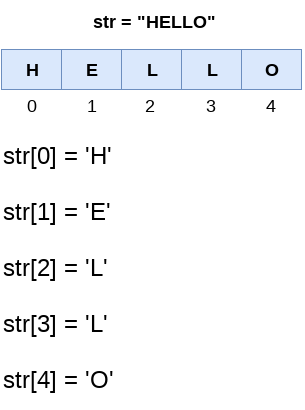 str = "HELLO"
H E L L O
0 1 2 3 4
str[0] = 'H'
str[1] = 'E'
str[2] = 'L'
str[3] = 'L'
str[4] = 'O'